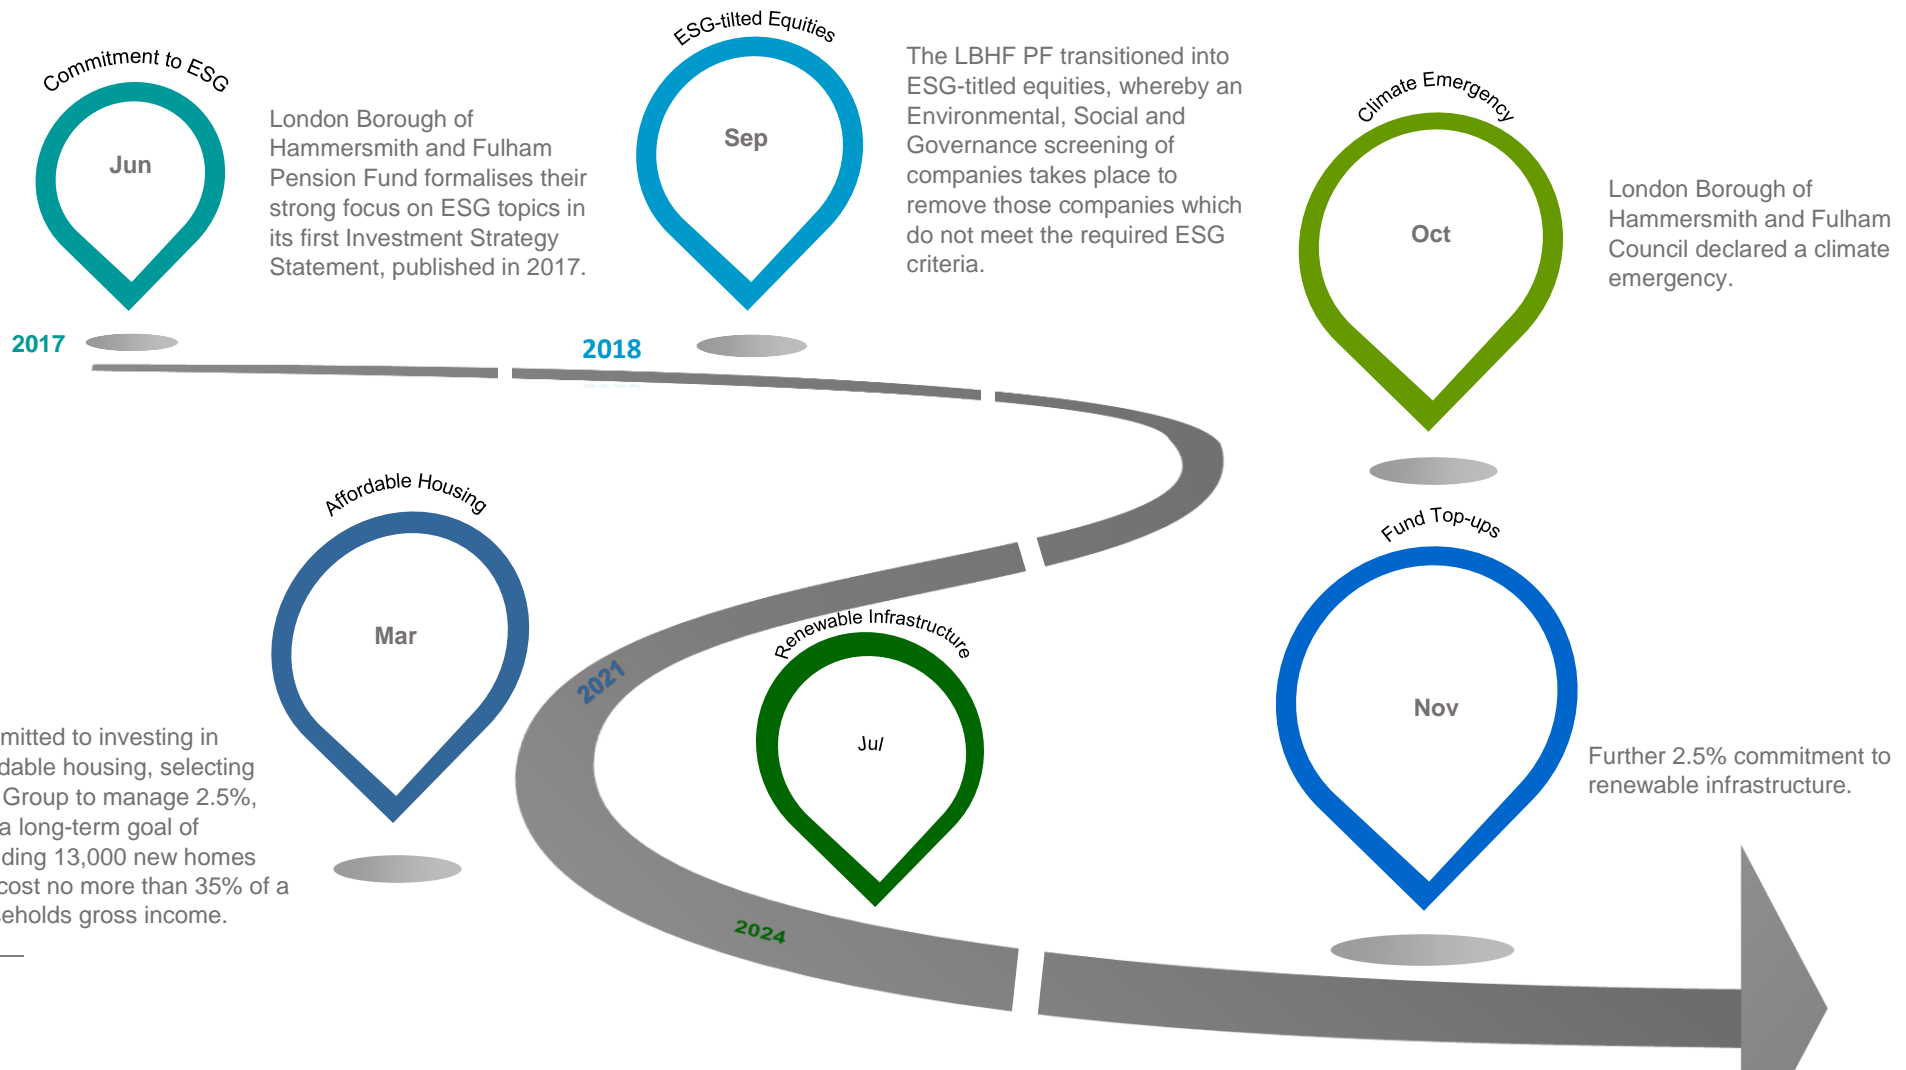 Commitment to ESG
Jun
London Borough of
Hammersmith and Fulham
Pension Fund formalises their
strong focus on ESG topics in
its first Investment Strategy
Statement, published in 2017.
2017
ESG-tilted Equities
Sep
The LBHF PF transitioned into
ESG-titled equities, whereby an
Environmental, Social and
Governance screening of
companies takes place to
remove those companies which
do not meet the required ESG
criteria.
2018
Climate Emergency
Oct
London Borough of
Hammersmith and Fulham
Council declared a climate
emergency.
Affordable Housing
Mar
mitted to investing in
dable housing, selecting
Group to manage 2.5%,
a long-term goal of
ding 13,000 new homes
cost no more than 35% of a
seholds gross income.
2021
Renewable Infrastructure
Jul
2024
Fund Top-ups
Nov
Further 2.5% commitment to
renewable infrastructure.